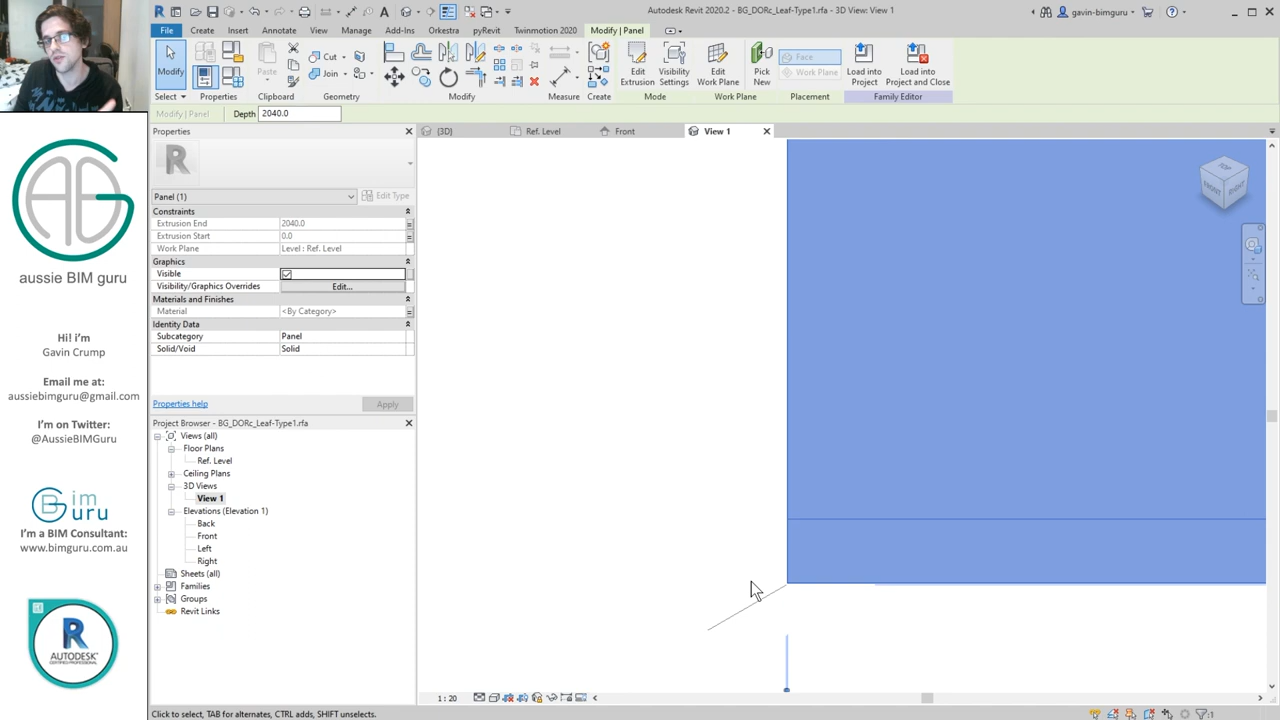 Autodesk Revit 2020.2 - BG_DORc_Leaf-Type1.rfa - 3D View: View 1
gavin-bimguru
File Create Insert Annotate View Manage Add-Ins Orkestra pyRevit Twinmotion 2020 Modify | Panel
Modify
Paste
Cut
Join
Edit Extrusion
Visibility Settings
Edit Work Plane
Pick New
Face
Work Plane
Load into Project
Load into Project and Close
Select Properties Clipboard Geometry Modify Measure Create Mode Work Plane Placement Family Editor
Modify | Panel Depth 2040.0
Properties
{3D} Ref. Level Front View 1
Panel (1) Edit Type
Constraints
Extrusion End 2040.0
Extrusion Start 0.0
Work Plane Level : Ref. Level
Graphics
Visible
Visibility/Graphics Overrides Edit...
Materials and Finishes
Material <By Category>
Identity Data
Subcategory Panel
Solid/Void Solid
Properties help Apply
Project Browser - BG_DORc_Leaf-Type1.rfa
Views (all)
Floor Plans
Ref. Level
Ceiling Plans
3D Views
View 1
Elevations (Elevation 1)
Back
Front
Left
Right
Sheets (all)
Families
Groups
Revit Links
TOP
FRONT
RIGHT
1 : 20
Click to select, TAB for alternates, CTRL adds, SHIFT unselects.
:1
aussie BIM guru
Hi! i'm
Gavin Crump
Email me at:
aussiebimguru@gmail.com
I'm on Twitter:
@AussieBIMGuru
Bim
Guru
I'm a BIM Consultant:
www.bimguru.com.au
R
AUTODESK
CERTIFIED PROFESSIONAL